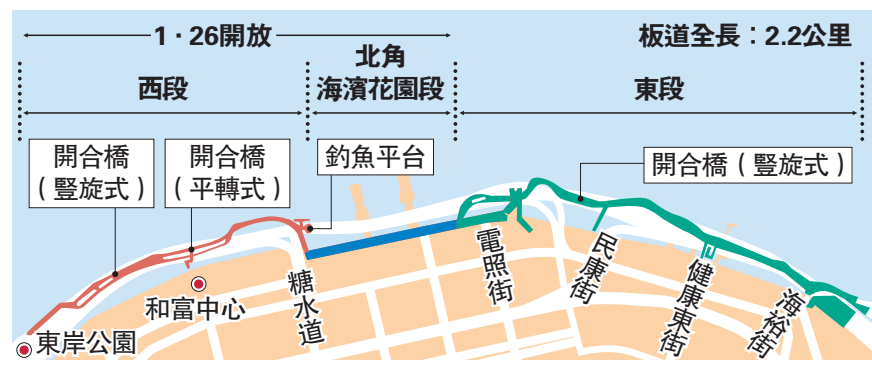 1·26開放
板道全長：2.2公里
西段
北角
海濱花園段
東段
開合橋
（豎旋式）
開合橋
（平轉式）
釣魚平台
開合橋（豎旋式）
電照街
民康街
健康東街
海裕街
糖水道
和富中心
東岸公園